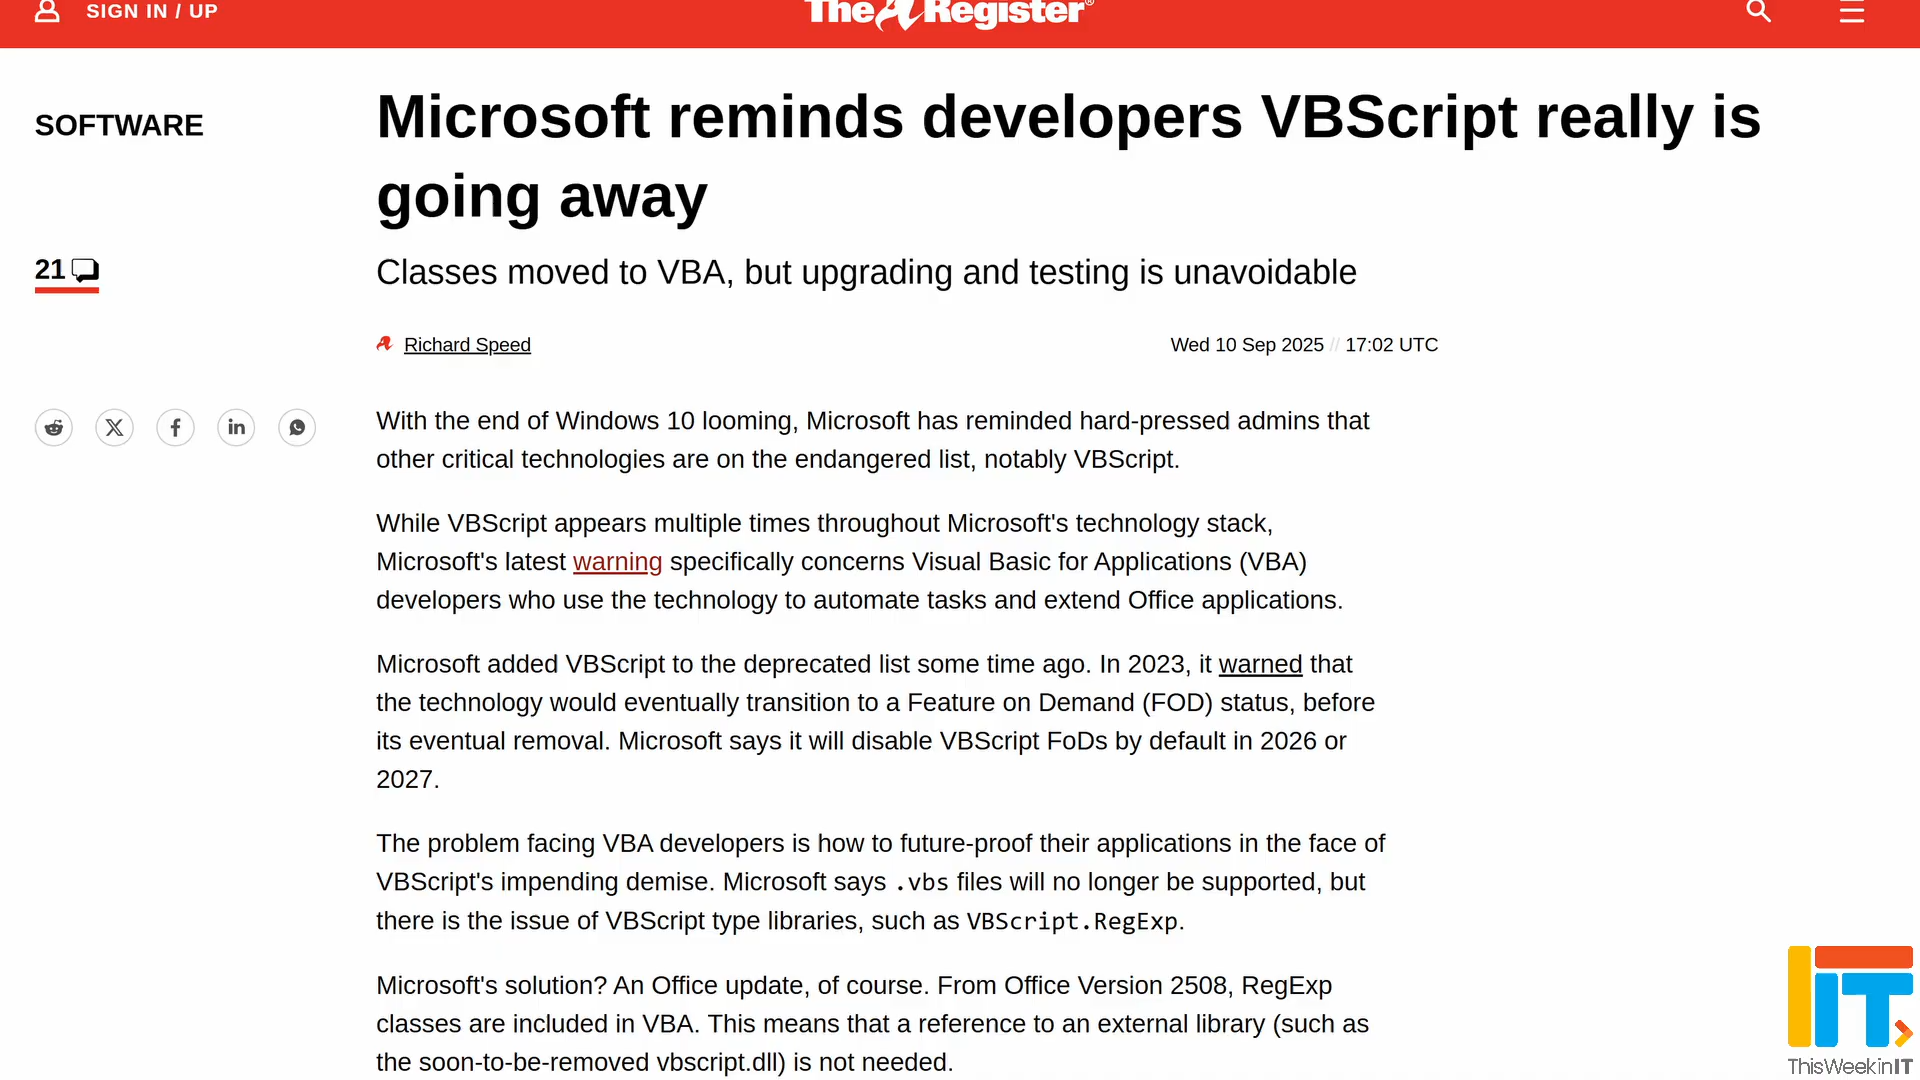 SIGN IN / UP
The Register®
SOFTWARE
Microsoft reminds developers VBScript really is
going away
21
Classes moved to VBA, but upgrading and testing is unavoidable
Richard Speed
Wed 10 Sep 2025 // 17:02 UTC
With the end of Windows 10 looming, Microsoft has reminded hard-pressed admins that
other critical technologies are on the endangered list, notably VBScript.
While VBScript appears multiple times throughout Microsoft's technology stack,
Microsoft's latest warning specifically concerns Visual Basic for Applications (VBA)
developers who use the technology to automate tasks and extend Office applications.
Microsoft added VBScript to the deprecated list some time ago. In 2023, it warned that
the technology would eventually transition to a Feature on Demand (FOD) status, before
its eventual removal. Microsoft says it will disable VBScript FoDs by default in 2026 or
2027.
The problem facing VBA developers is how to future-proof their applications in the face of
VBScript's impending demise. Microsoft says .vbs files will no longer be supported, but
there is the issue of VBScript type libraries, such as VBScript.RegExp.
Microsoft's solution? An Office update, of course. From Office Version 2508, RegExp
classes are included in VBA. This means that a reference to an external library (such as
the soon-to-be-removed vbscript.dll) is not needed.
IT
ThisWeekinIT